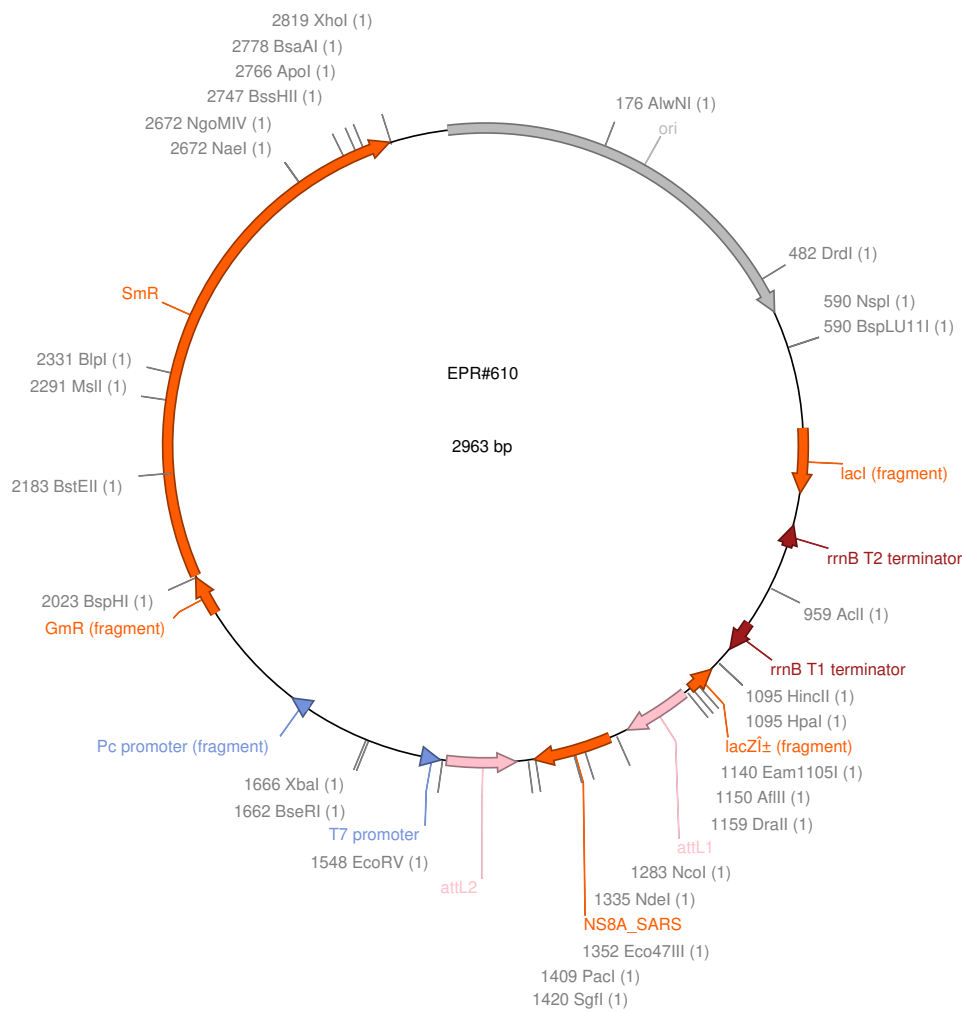 2819 XhoI (1)
2778 BsaAI (1)
2766 ApoI (1)
2747 BssHII (1)
2672 NgoMIV (1)
2672 NaeI (1)
176 AlwNI (1)
ori
482 DrdI (1)
590 NspI (1)
590 BspLU11I (1)
SmR
2331 BlpI (1)
2291 MslI (1)
EPR#610
2963 bp
2183 BstEII (1)
lacI (fragment)
rrnB T2 terminator
2023 BspHI (1)
GmR (fragment)
959 AclI (1)
rrnB T1 terminator
1095 HincII (1)
1095 HpaI (1)
lacZÎ± (fragment)
Pc promoter (fragment)
1140 Eam1105I (1)
1666 XbaI (1)
1150 AflII (1)
1662 BseRI (1)
1159 DraII (1)
T7 promoter
attL1
1548 EcoRV (1)
1283 NcoI (1)
attL2
1335 NdeI (1)
NS8A_SARS
1352 Eco47III (1)
1409 PacI (1)
1420 SgfI (1)